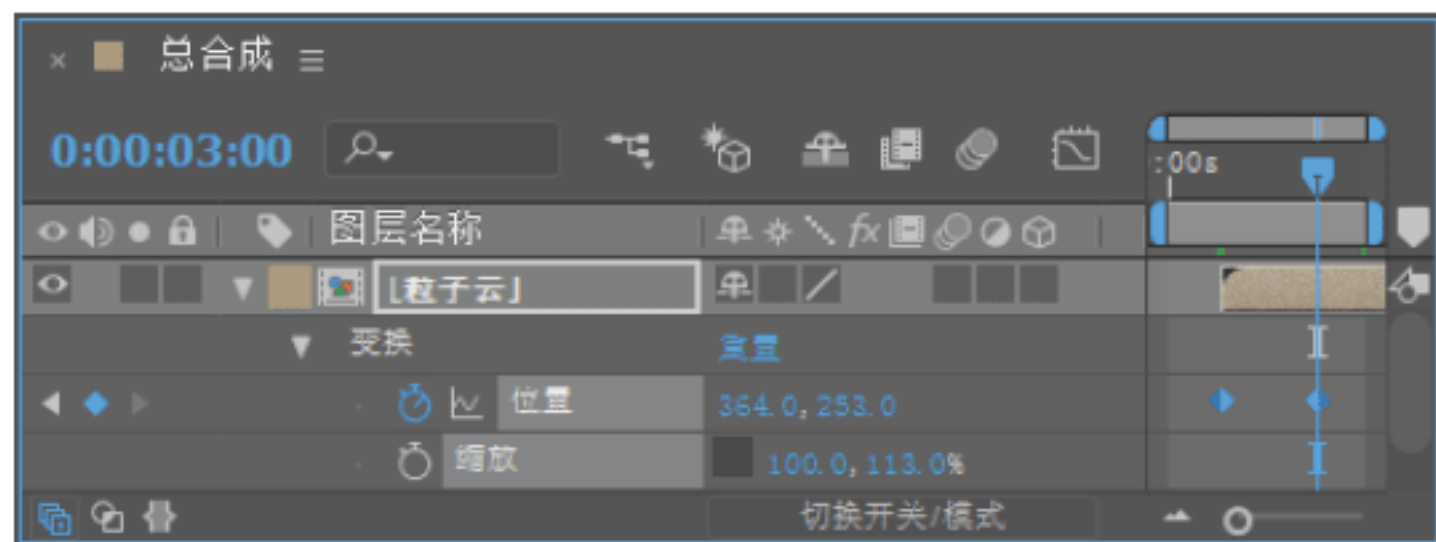 × 总合成 ≡
0:00:03:00
:00s
图层名称 fx
[粒子云]
变换 重置
位置 364.0,253.0
缩放 100.0,113.0%
切换开关/模式